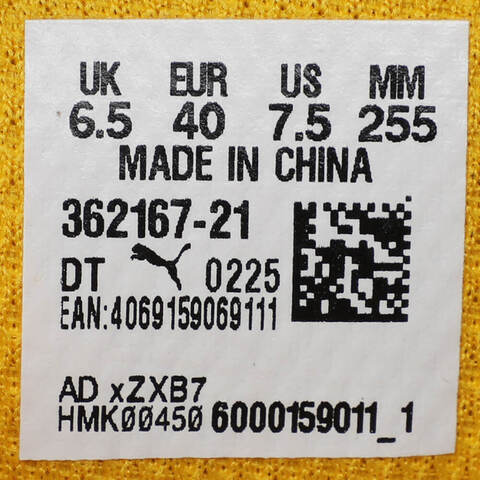 UK EUR US MM
6.5 40 7.5 255
MADE IN CHINA
362167-21
DT 0225
EAN:4069159069111
AD xZXB7
HMK00450 6000159011_1